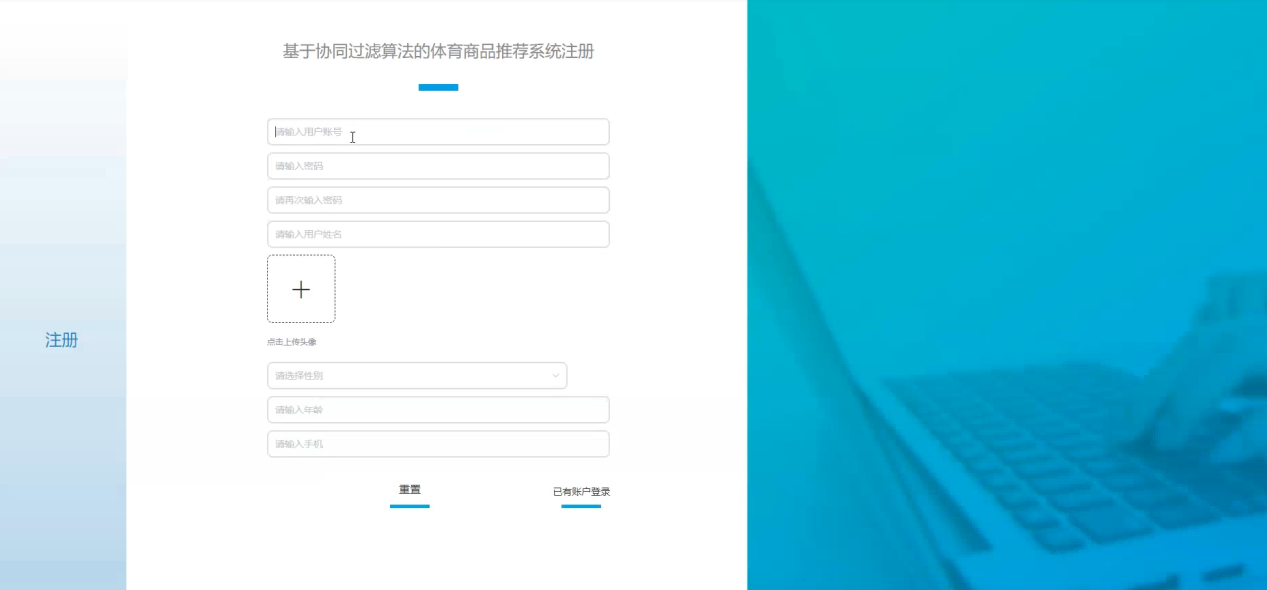 基于协同过滤算法的体育商品推荐系统注册
请输入用户账号
请输入密码
请再次输入密码
请输入用户姓名
点击上传头像
注册
请选择性别
请输入年龄
请输入手机
重置
已有账户登录